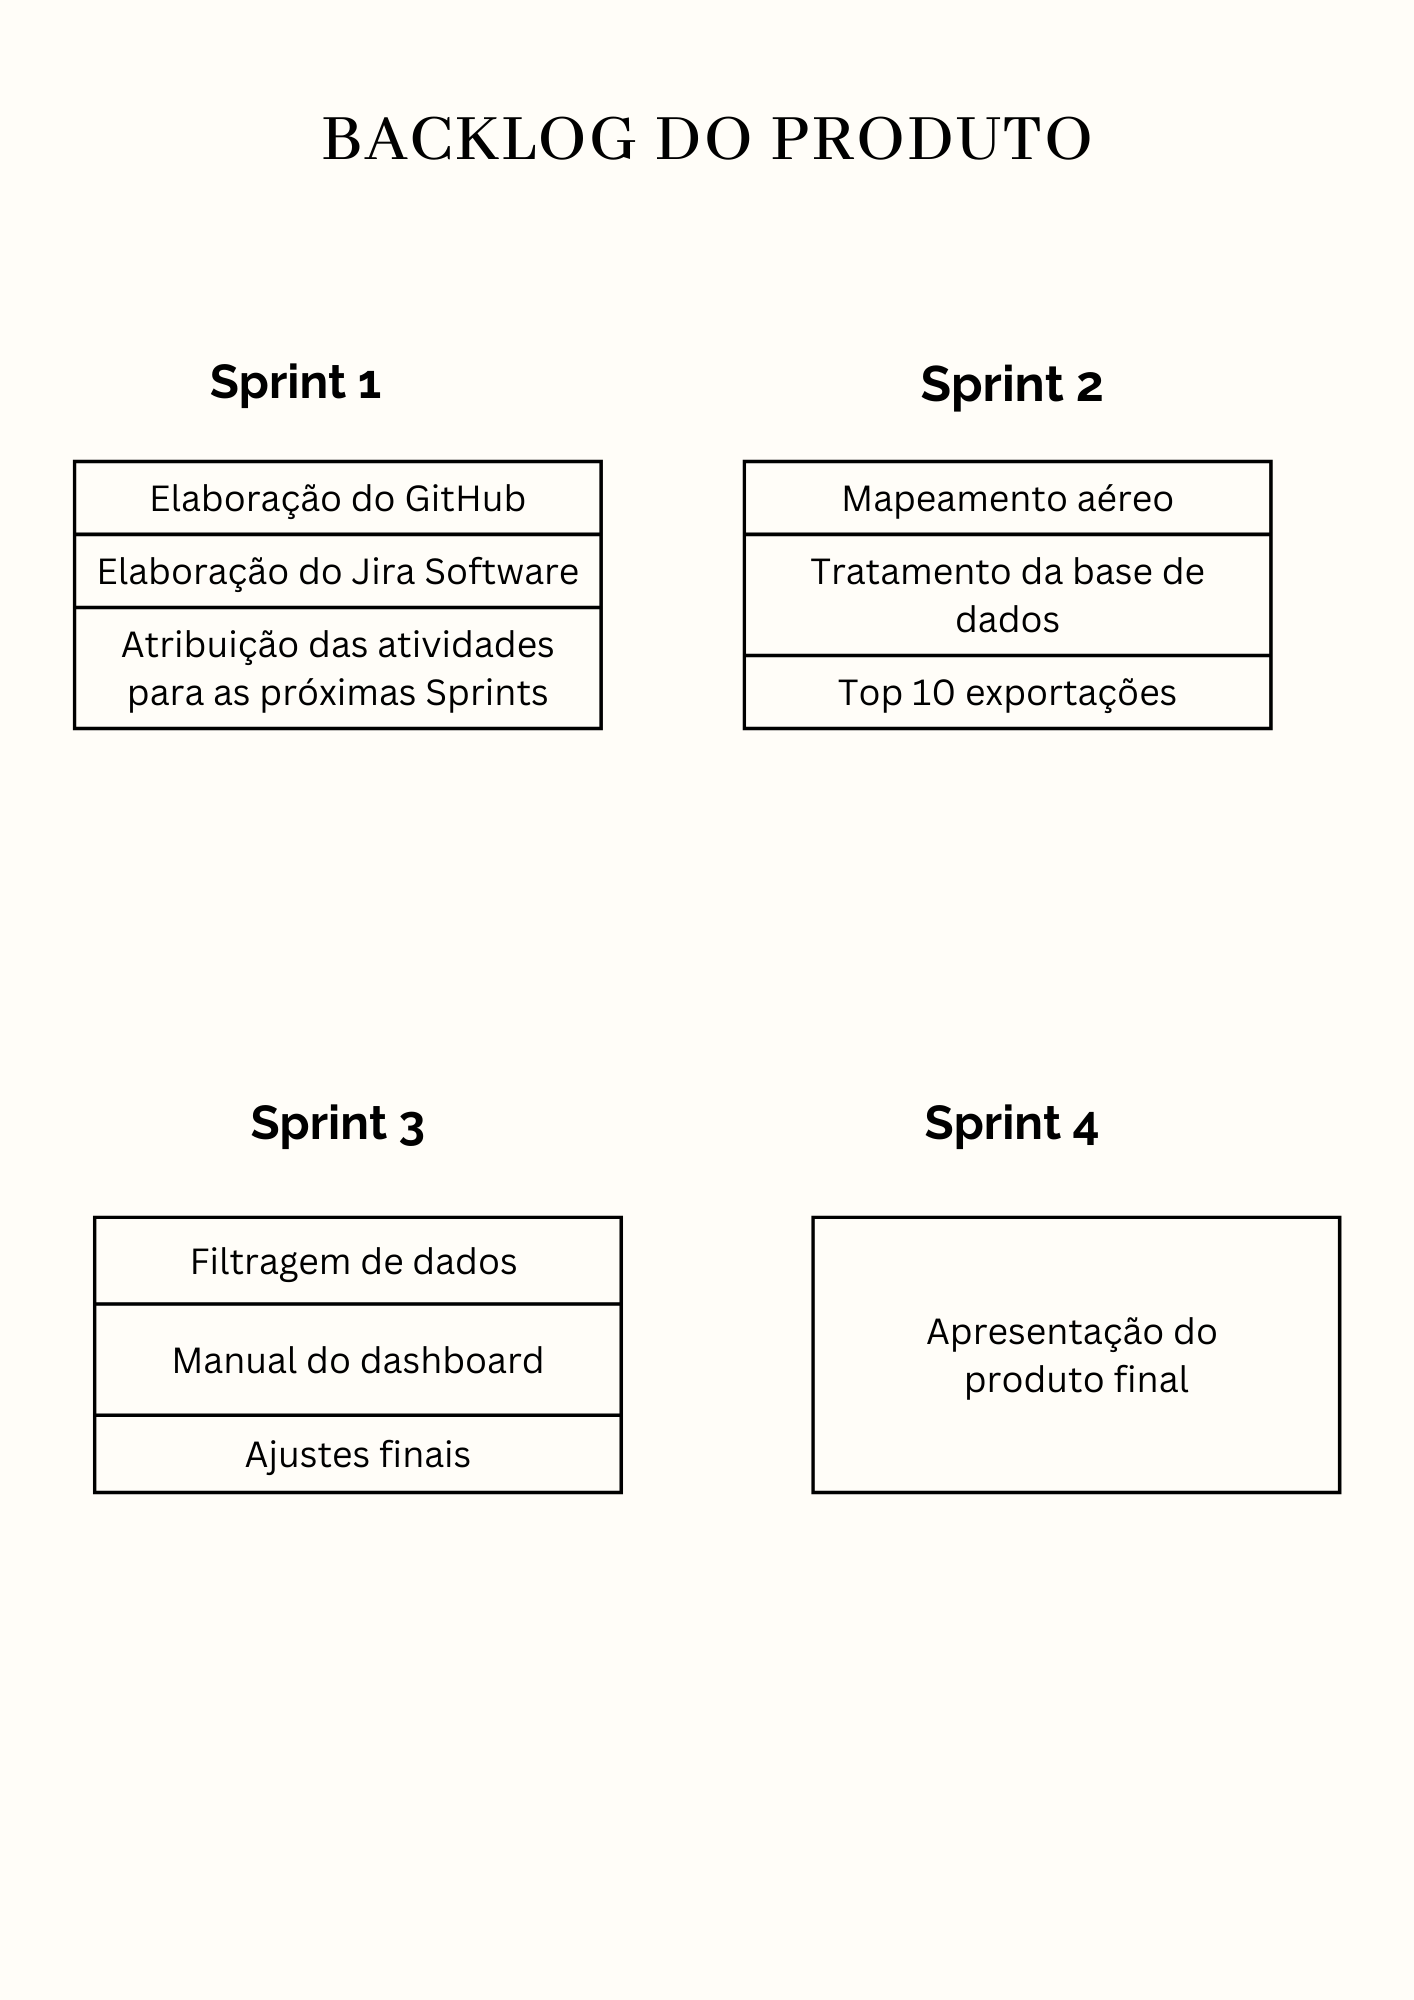 BACKLOG DO PRODUTO
Sprint 1
Elaboração do GitHub
Elaboração do Jira Software
Atribuição das atividades
para as próximas Sprints
Sprint 2
Mapeamento aéreo
Tratamento da base de
dados
Top 10 exportações
Sprint 3
Filtragem de dados
Manual do dashboard
Ajustes finais
Sprint 4
Apresentação do
produto final